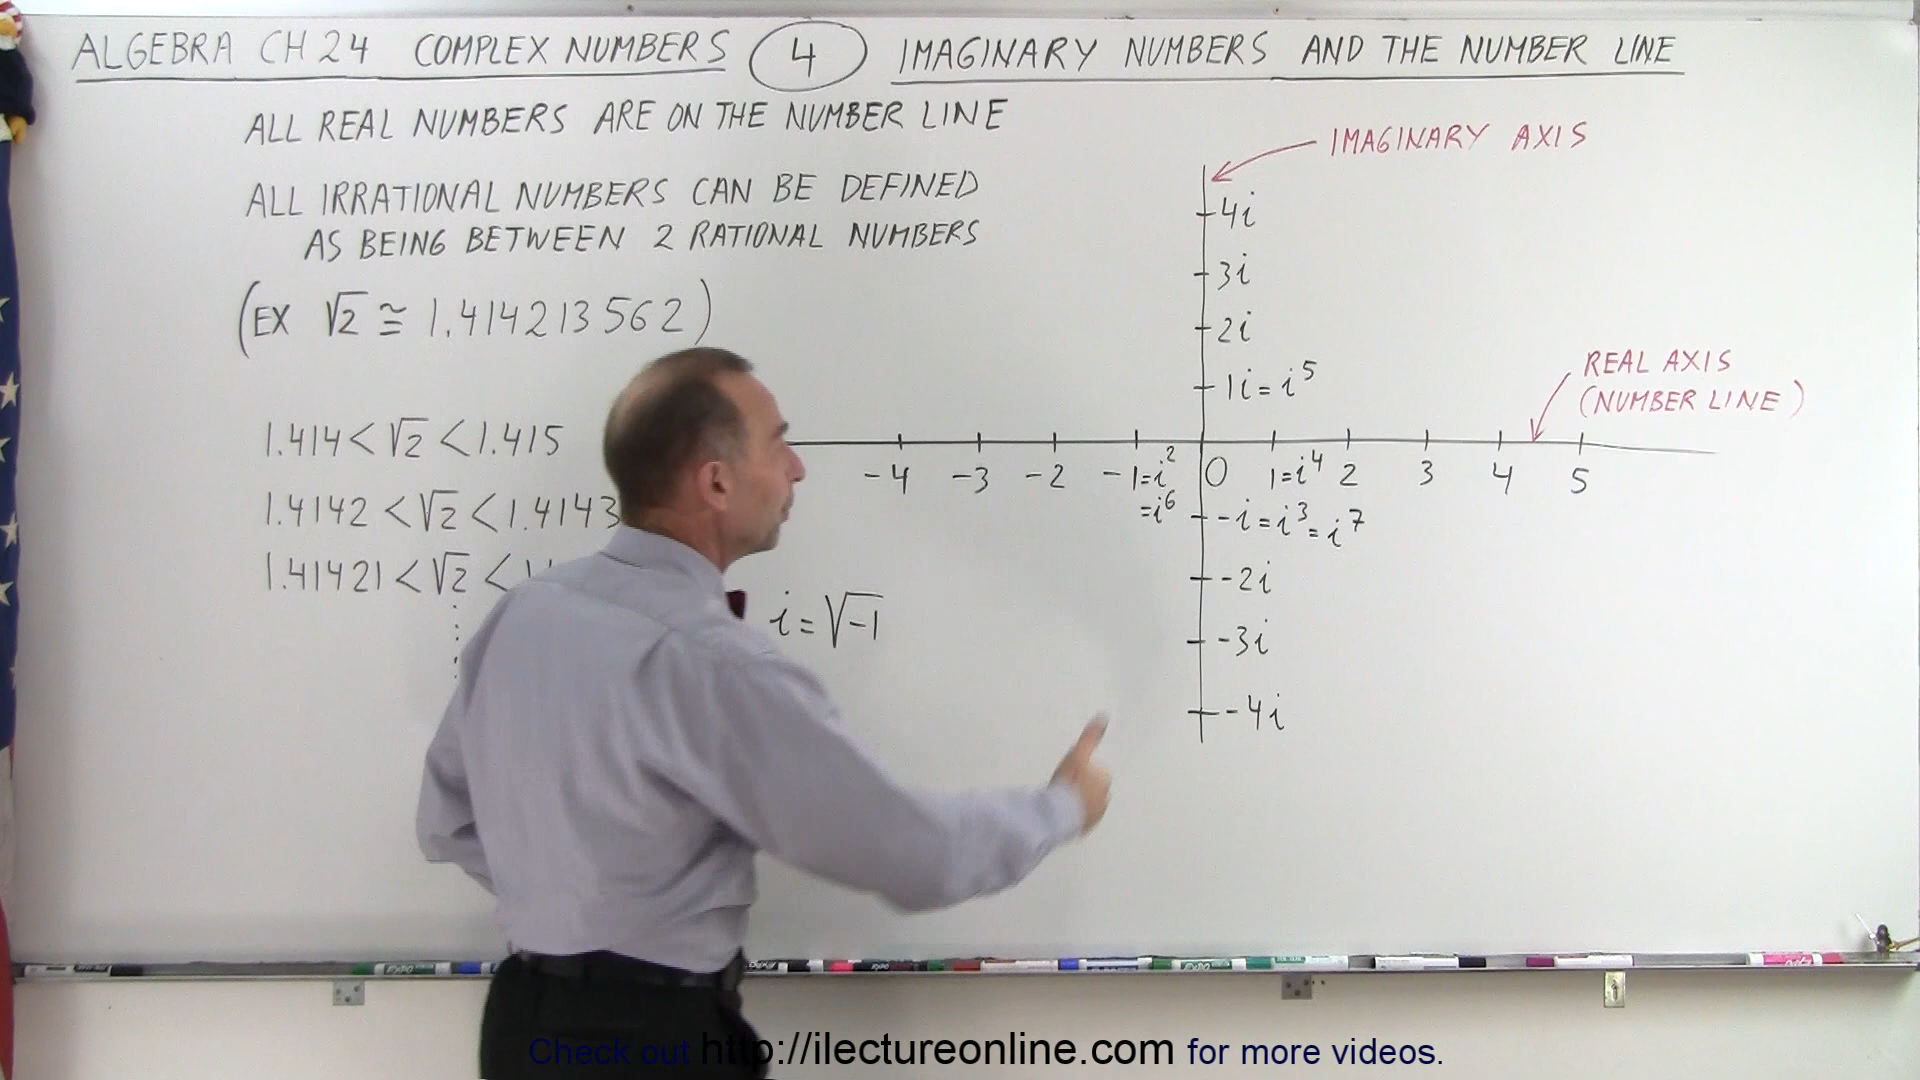 ALGEBRA CH 24 COMPLEX NUMBERS 4 IMAGINARY NUMBERS AND THE NUMBER LINE
ALL REAL NUMBERS ARE ON THE NUMBER LINE
ALL IRRATIONAL NUMBERS CAN BE DEFINED
AS BEING BETWEEN 2 RATIONAL NUMBERS
(EX √2 ≅ 1.414213562)
1.414 < √2 < 1.415
1.4142 < √2 < 1.4143
1.41421 < √2 <
i = √-1
IMAGINARY AXIS
4i
3i
2i
1i = i⁵
REAL AXIS
(NUMBER LINE)
-4 -3 -2 -1=i² 0 1=i⁴ 2 3 4 5
=i⁶
-i = i³ = i⁷
-2i
-3i
-4i
Check out http://ilectureonline.com for more videos.